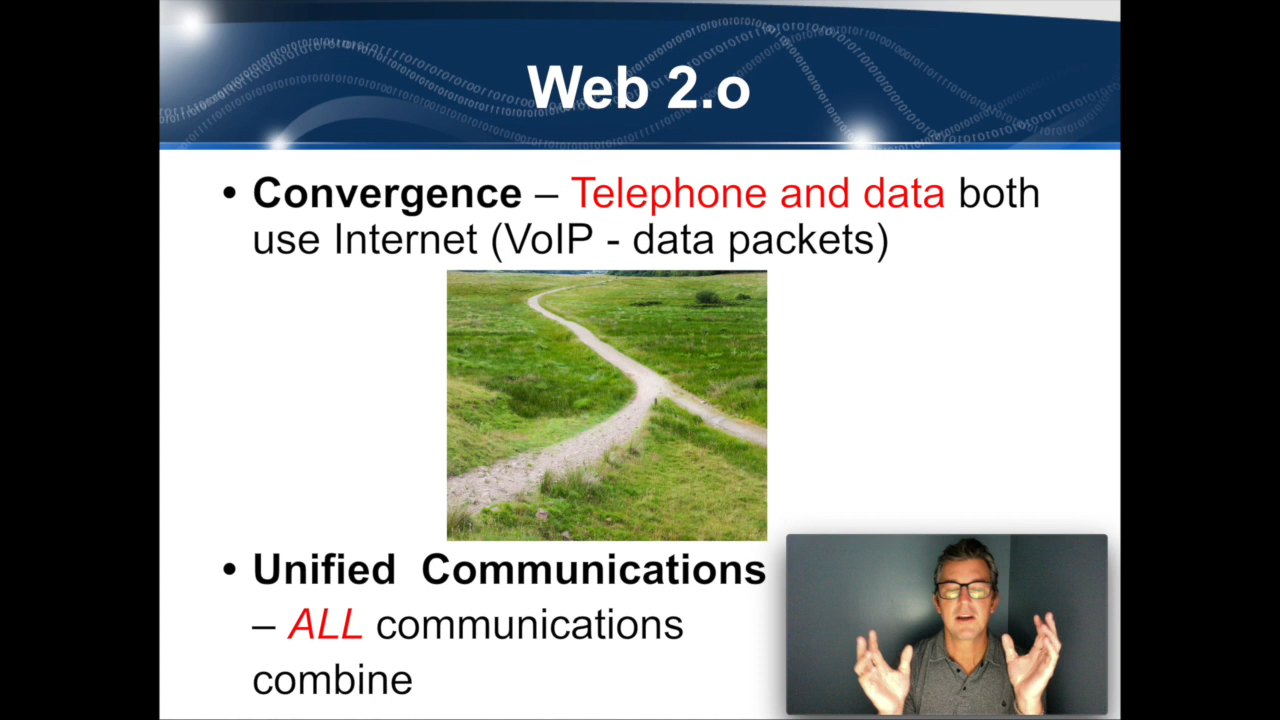 Web 2.o
• Convergence – Telephone and data both
use Internet (VoIP - data packets)
• Unified Communications
– ALL communications
combine